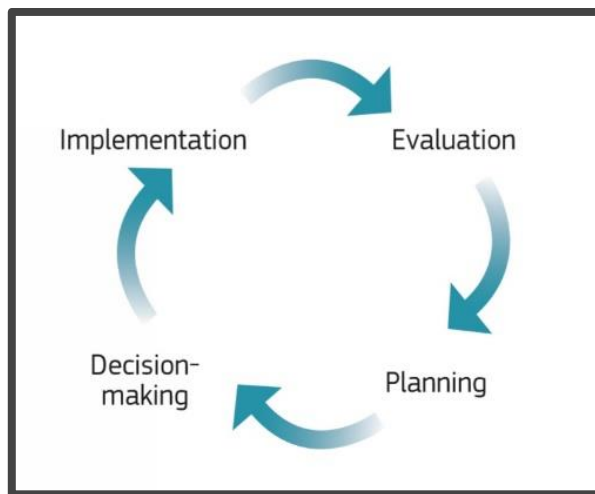 Implementation
Evaluation
Decision-
making
Planning